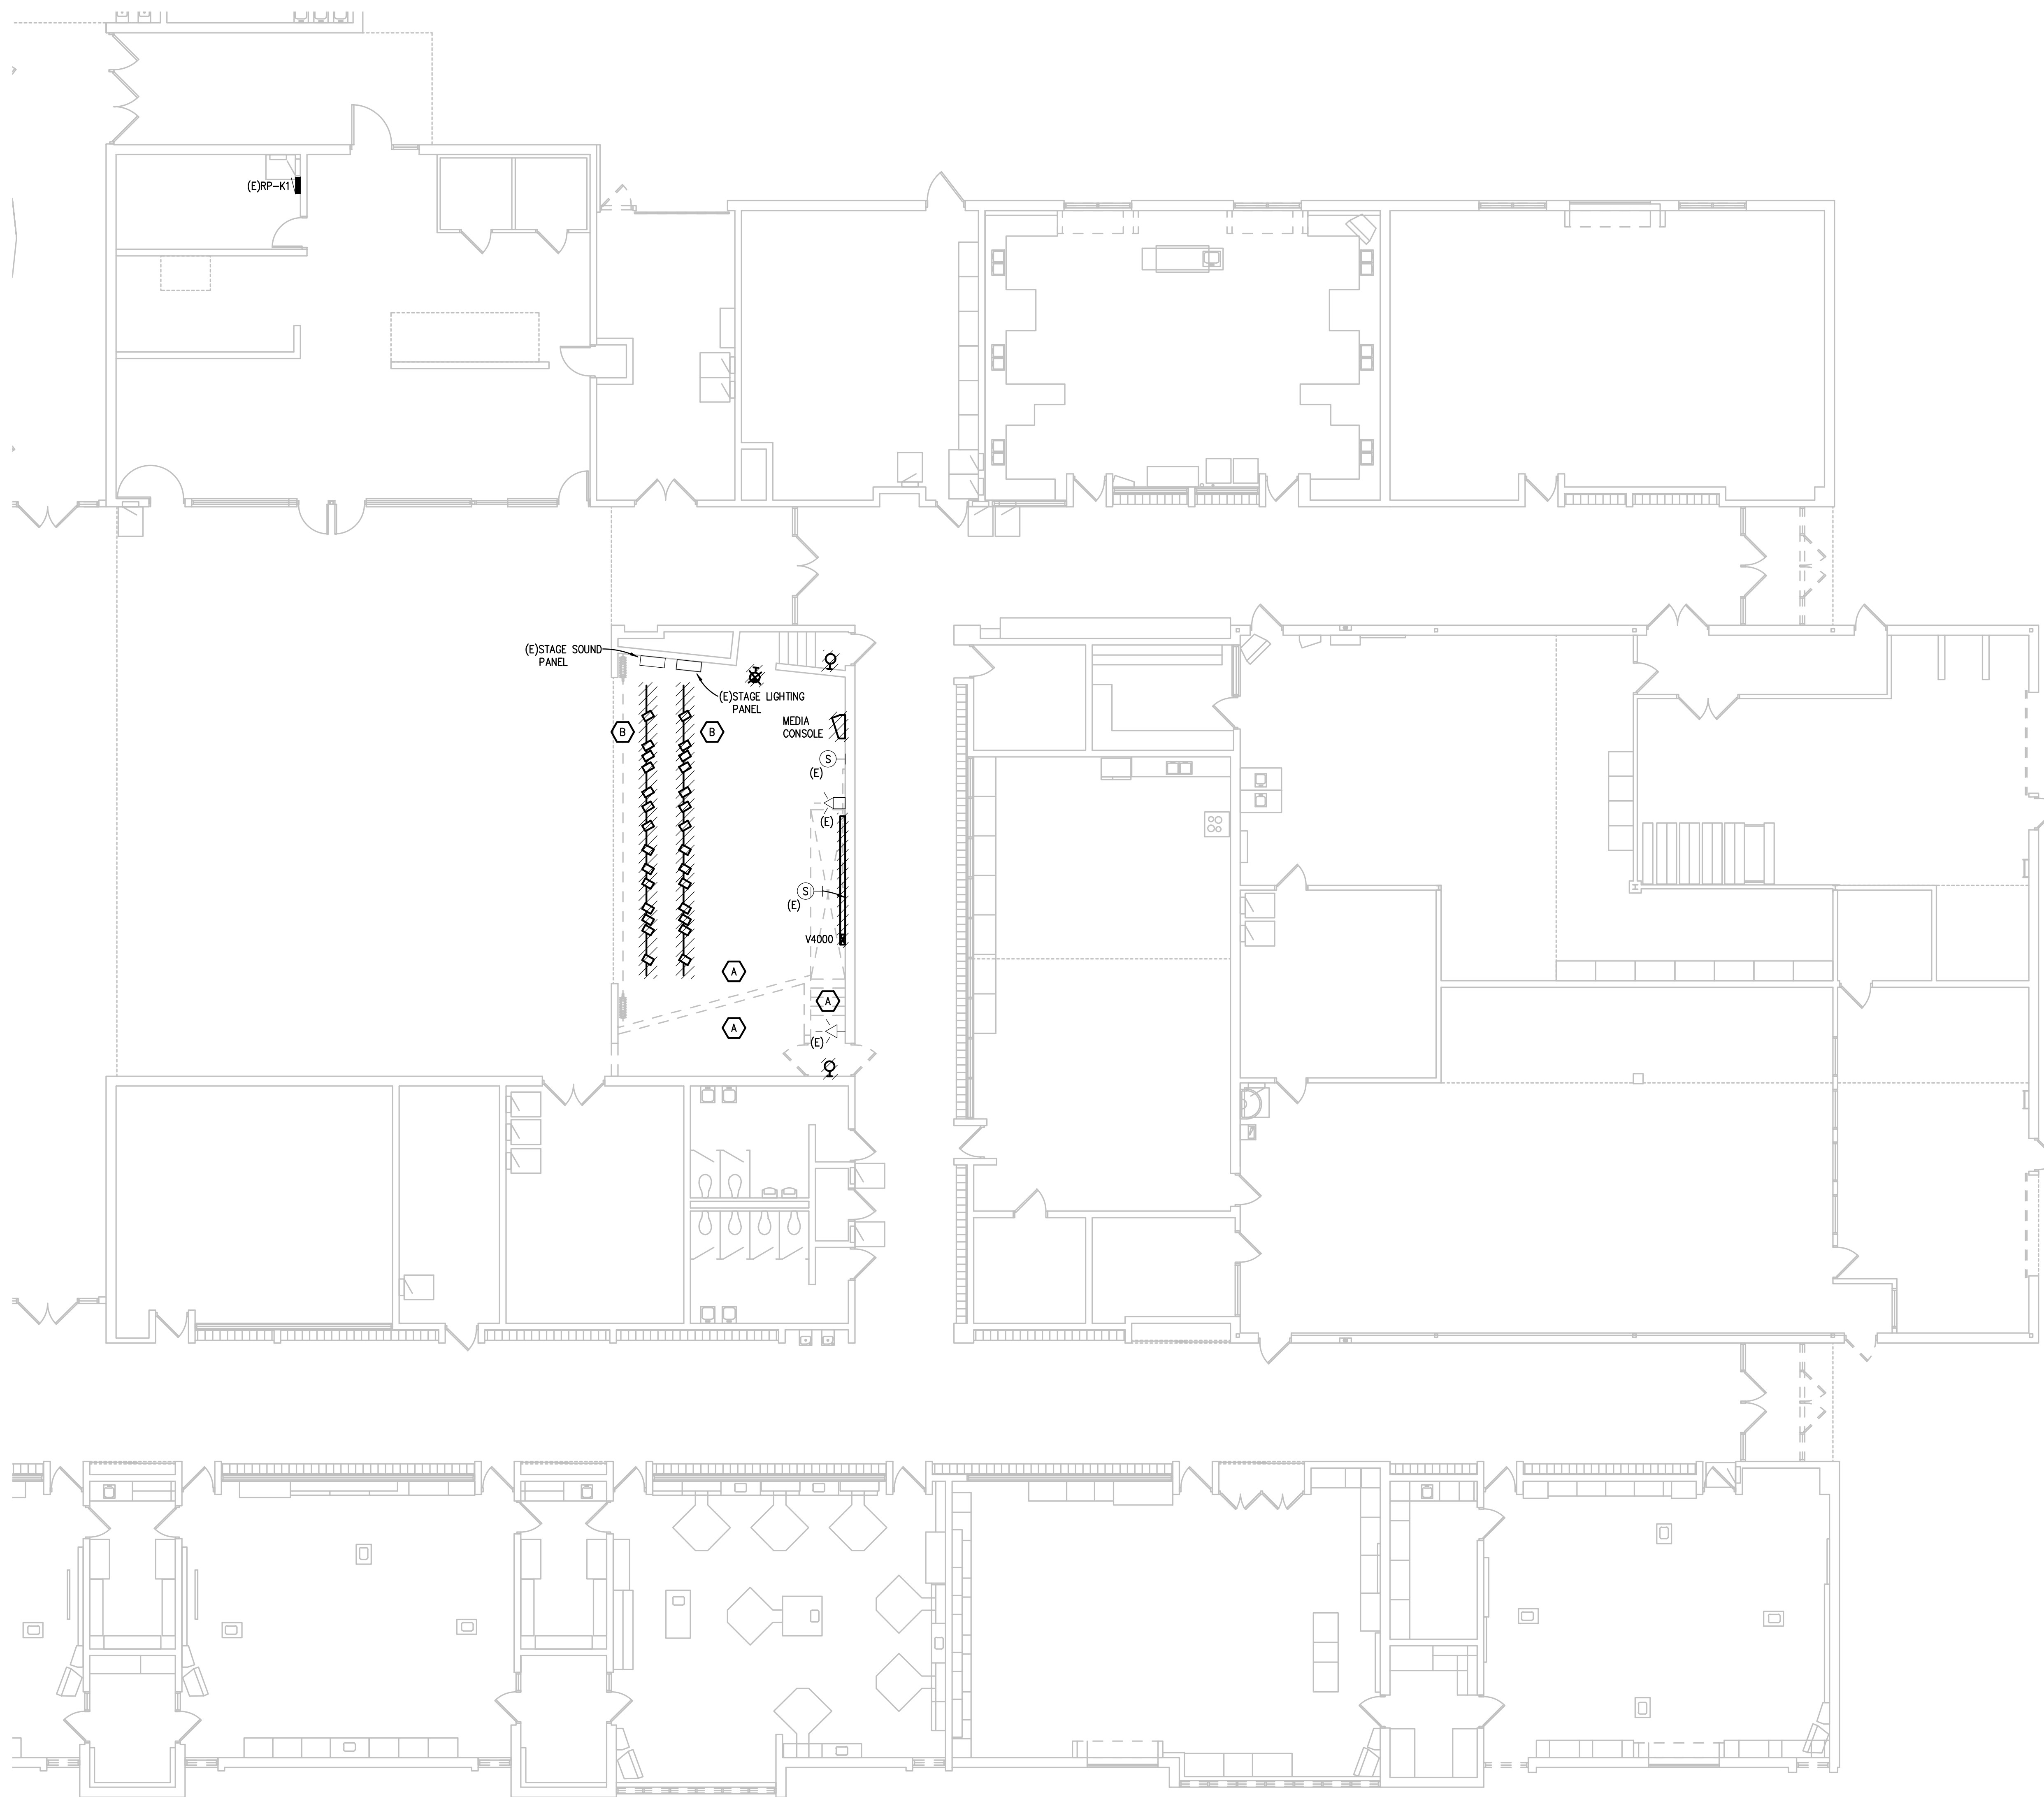 (E)RP-K1
(E)STAGE SOUND
PANEL
(E)STAGE LIGHTING
PANEL
B
B
MEDIA
CONSOLE
S
(E)
(E)
S
(E)
V4000
A
A
A
(E)